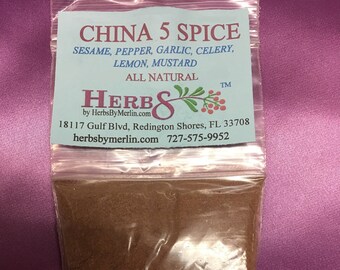 CHINA 5 SPICE
SESAME, PEPPER, GARLIC, CELERY,
LEMON, MUSTARD
ALL NATURAL
HERBS TM
by HerbsByMerlin.com
18117 Gulf Blvd, Redington Shores, FL 33708
herbsbymerlin.com 727-575-9952